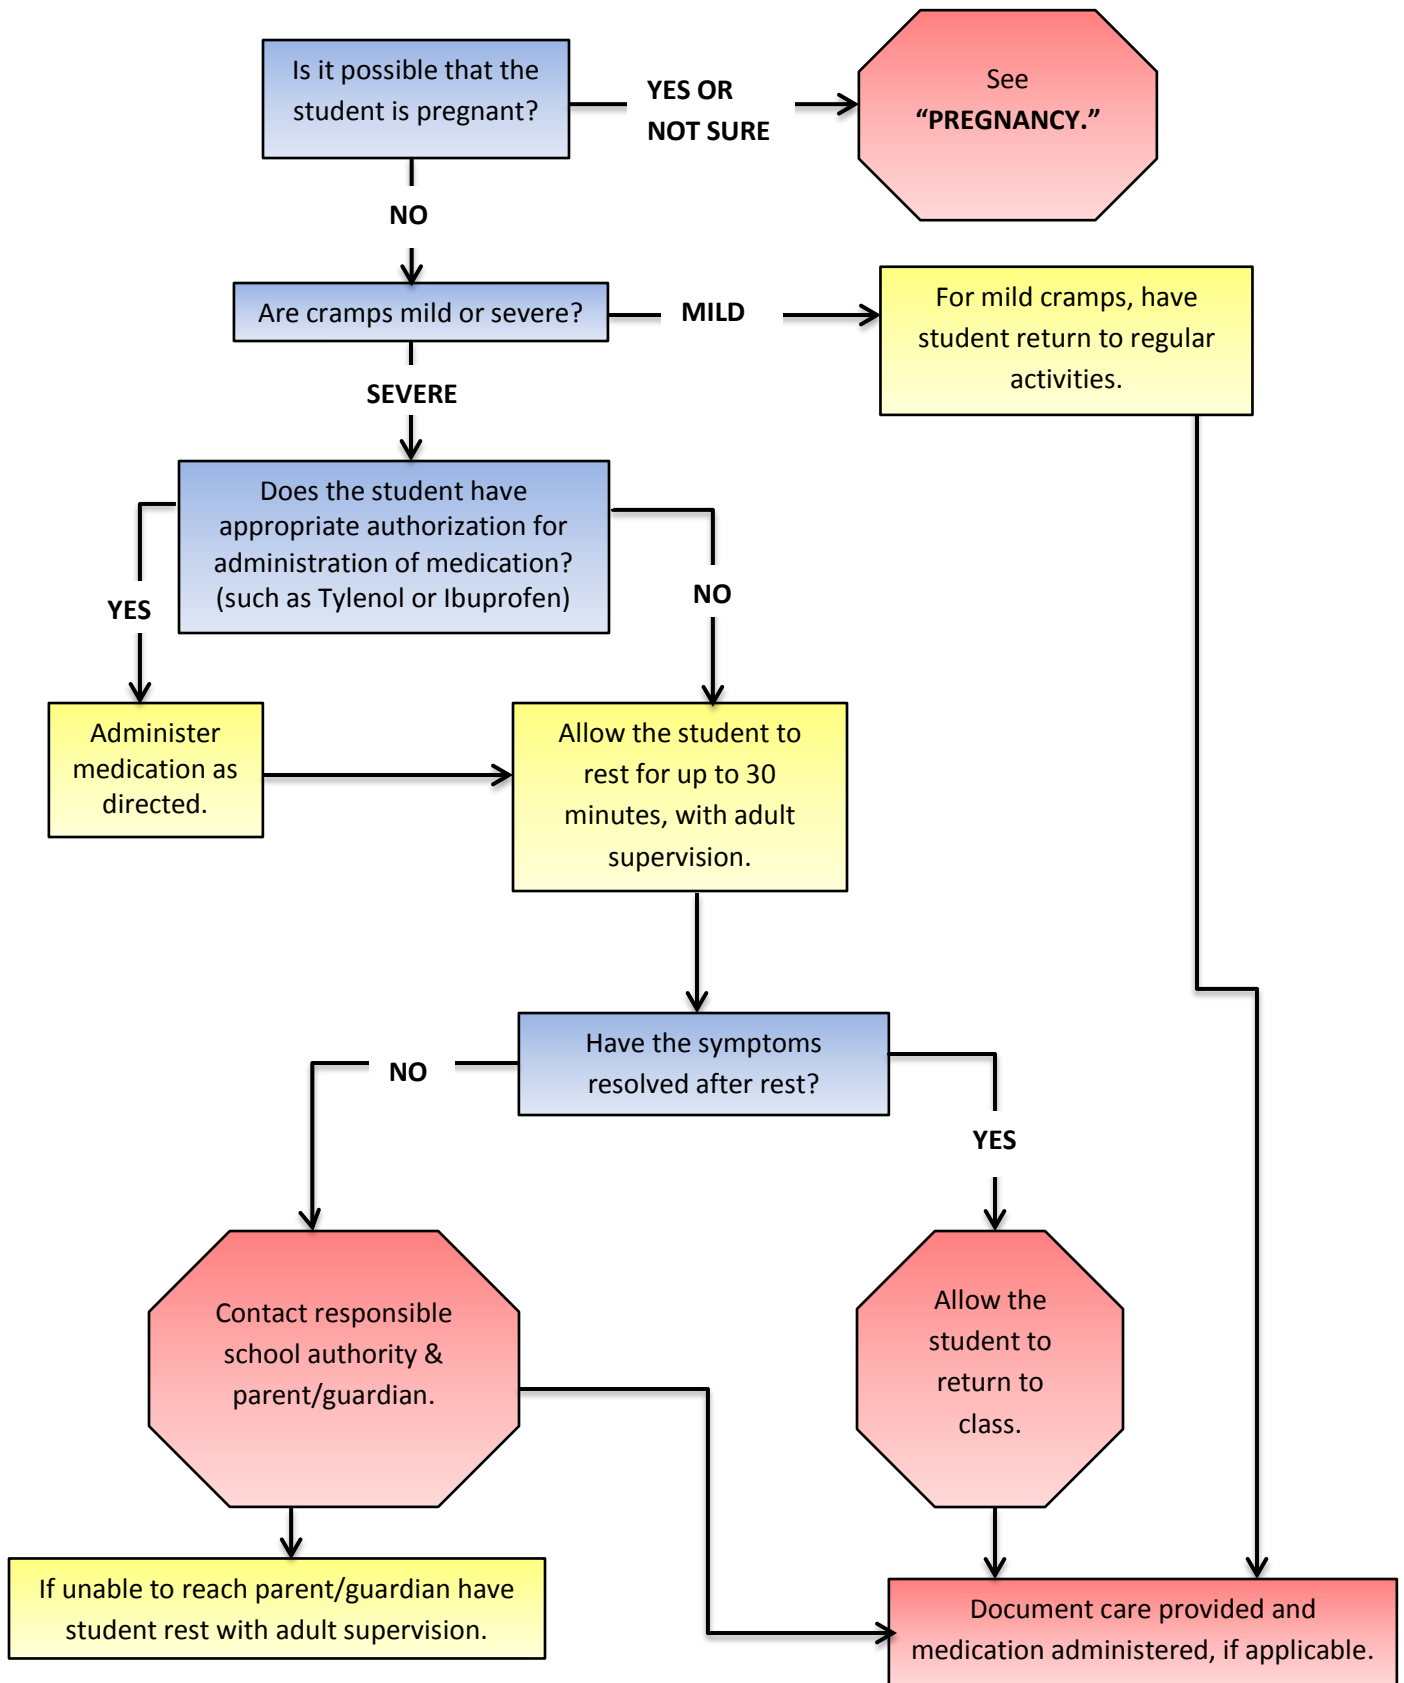 Is it possible that the
student is pregnant?
YES OR
NOT SURE
See
“PREGNANCY.”
NO
Are cramps mild or severe?
MILD
For mild cramps, have
student return to regular
activities.
SEVERE
Does the student have
appropriate authorization for
administration of medication?
(such as Tylenol or Ibuprofen)
YES
NO
Administer
medication as
directed.
Allow the student to
rest for up to 30
minutes, with adult
supervision.
Have the symptoms
resolved after rest?
NO
YES
Contact responsible
school authority &
parent/guardian.
Allow the
student to
return to
class.
If unable to reach parent/guardian have
student rest with adult supervision.
Document care provided and
medication administered, if applicable.